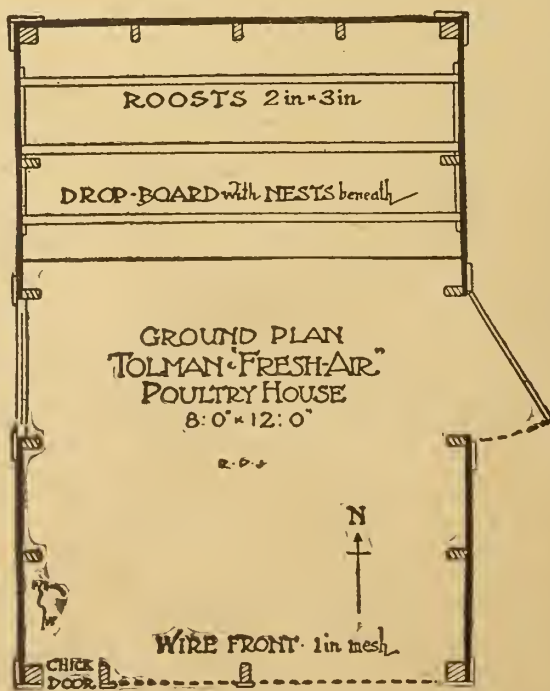 ROOSTS 2in × 3in
DROP-BOARD with NESTS beneath
GROUND PLAN
TOLMAN "FRESH-AIR"
POULTRY HOUSE
8:0" × 12:0"
N
WIRE FRONT · 1in mesh
CHICK
DOOR